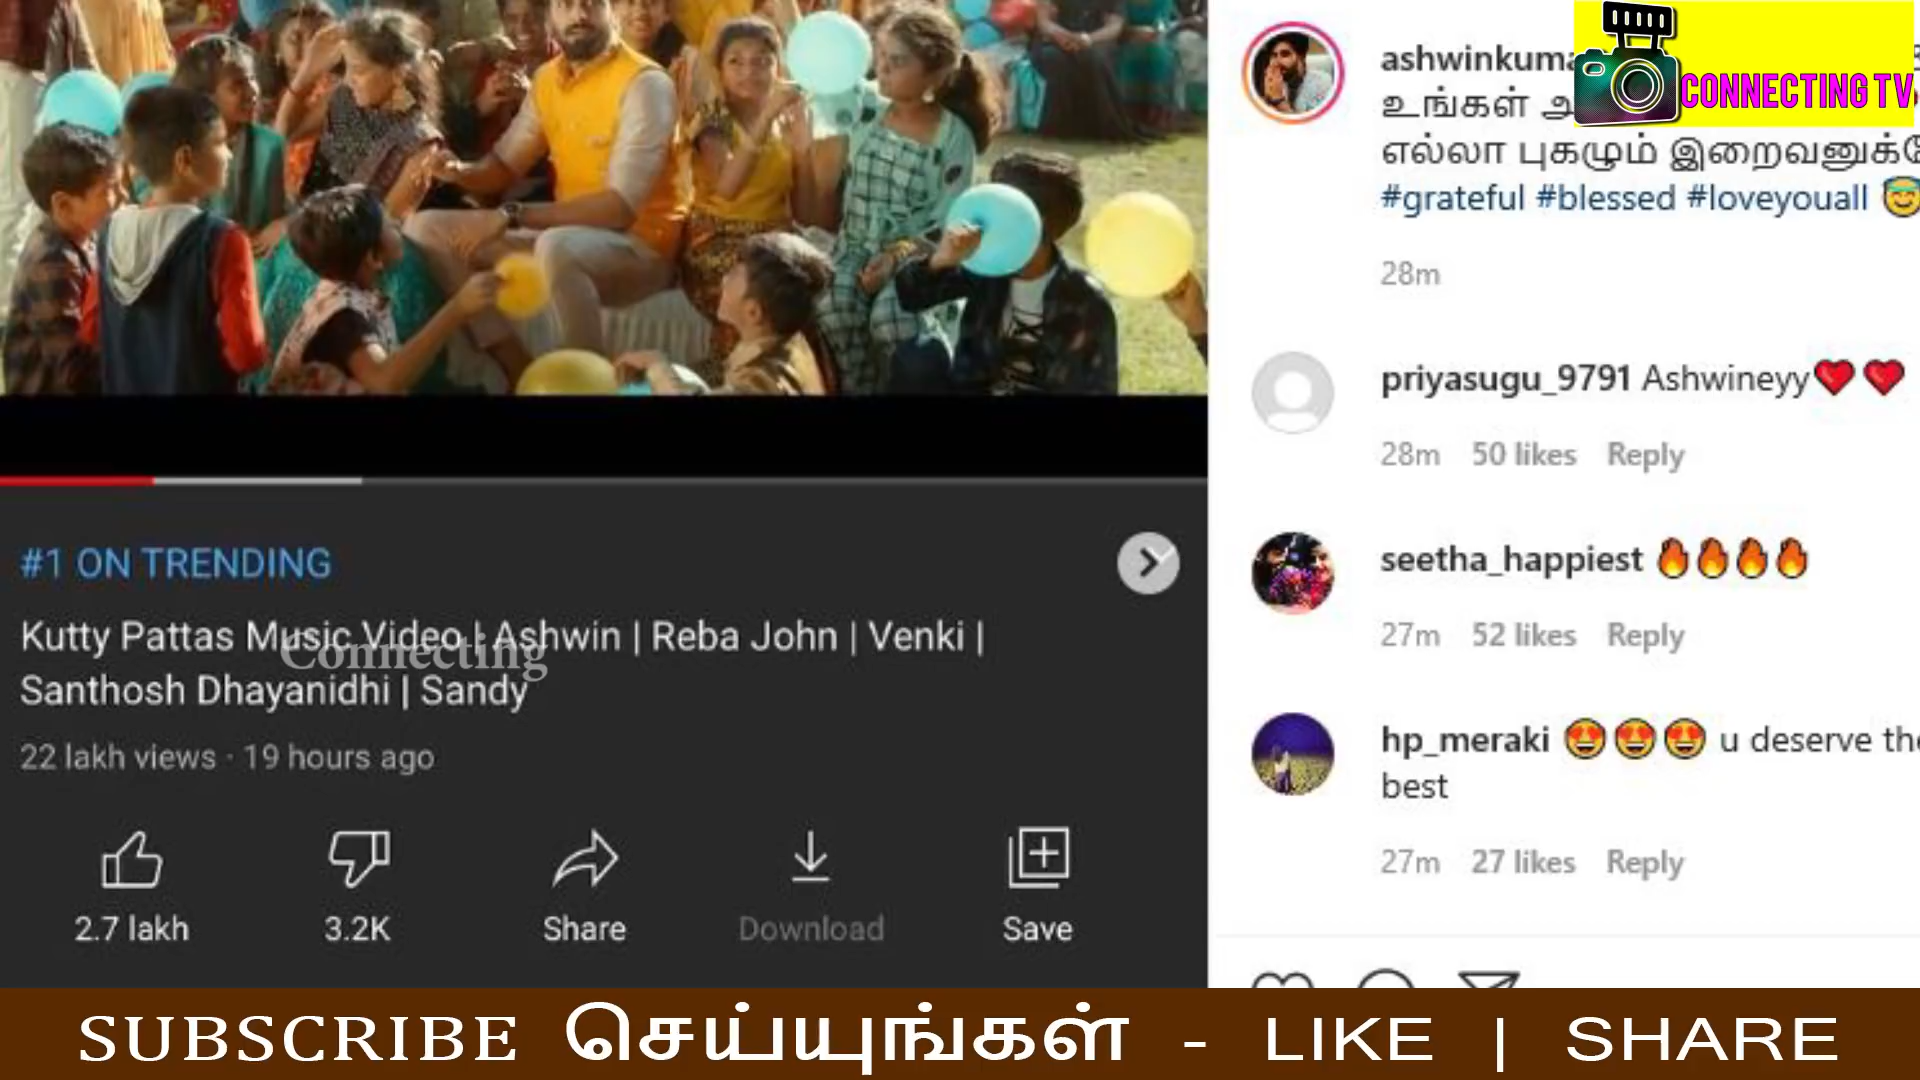 #1 ON TRENDING
Kutty Pattas Music Video | Ashwin | Reba John | Venki |
Santhosh Dhayanidhi | Sandy
Connecting
22 lakh views · 19 hours ago
2.7 lakh
3.2K
Share
Download
Save
CONNECTING TV
உங்கள்
எல்லா புகழும்
#grateful #blessed #loveyouall 😇
28m
priyasugu_9791 Ashwineyy❤️❤️
28m 50 likes Reply
seetha_happiest 🔥🔥🔥🔥
27m 52 likes Reply
hp_meraki 😍😍😍 u deserve the
best
27m 27 likes Reply
SUBSCRIBE செய்யுங்கள் - LIKE | SHARE